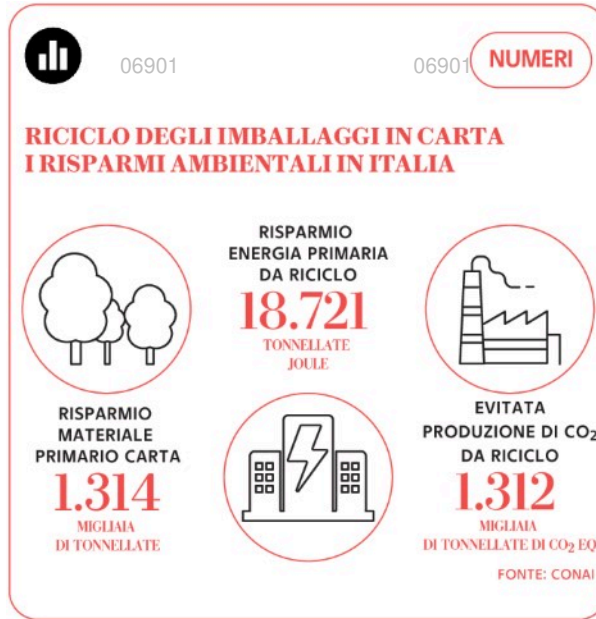 06901
06901
NUMERI
RICICLO DEGLI IMBALLAGGI IN CARTA
I RISPARMI AMBIENTALI IN ITALIA
RISPARMIO
ENERGIA PRIMARIA
DA RICICLO
18.721
TONNELLATE
JOULE
RISPARMIO
MATERIALE
PRIMARIO CARTA
1.314
MIGLIAIA
DI TONNELLATE
EVITATA
PRODUZIONE DI CO₂
DA RICICLO
1.312
MIGLIAIA
DI TONNELLATE DI CO₂ EQ
FONTE: CONAI